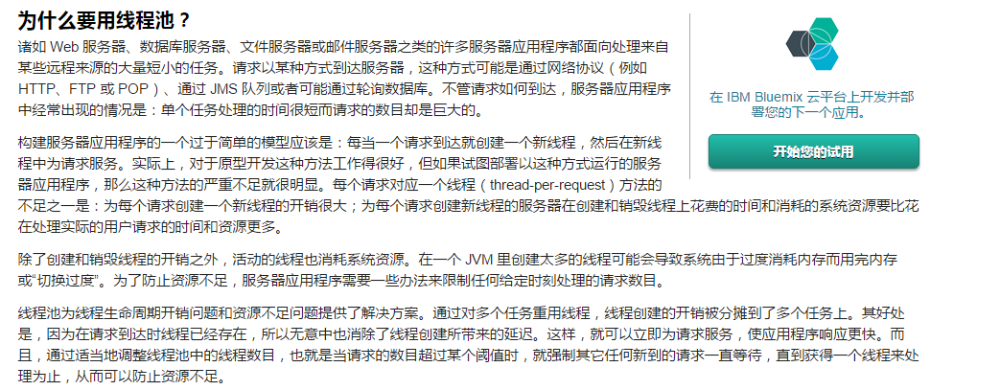 为什么要用线程池？
诸如 Web 服务器、数据库服务器、文件服务器或邮件服务器之类的许多服务器应用程序都面向处理来自
某些远程来源的大量短小的任务。请求以某种方式到达服务器，这种方式可能是通过网络协议（例如
HTTP、FTP 或 POP）、通过 JMS 队列或者可能通过轮询数据库。不管请求如何到达，服务器应用程序
中经常出现的情况是：单个任务处理的时间很短而请求的数目却是巨大的。
构建服务器应用程序的一个过于简单的模型应该是：每当一个请求到达就创建一个新线程，然后在新线
程中为请求服务。实际上，对于原型开发这种方法工作得很好，但如果试图部署以这种方式运行的服务
器应用程序，那么这种方法的严重不足就很明显。每个请求对应一个线程（thread-per-request）方法的
不足之一是：为每个请求创建一个新线程的开销很大；为每个请求创建新线程的服务器在创建和销毁线程上花费的时间和消耗的系统资源要比花
在处理实际的用户请求的时间和资源更多。
除了创建和销毁线程的开销之外，活动的线程也消耗系统资源。在一个 JVM 里创建太多的线程可能会导致系统由于过度消耗内存而用完内存
或“切换过度”。为了防止资源不足，服务器应用程序需要一些办法来限制任何给定时刻处理的请求数目。
线程池为线程生命周期开销问题和资源不足问题提供了解决方案。通过对多个任务重用线程，线程创建的开销被分摊到了多个任务上。其好处
是，因为在请求到达时线程已经存在，所以无意中也消除了线程创建所带来的延迟。这样，就可以立即为请求服务，使应用程序响应更快。而
且，通过适当地调整线程池中的线程数目，也就是当请求的数目超过某个阈值时，就强制其它任何新到的请求一直等待，直到获得一个线程来处
理为止，从而可以防止资源不足。
在 IBM Bluemix 云平台上开发并部
署您的下一个应用。
开始您的试用